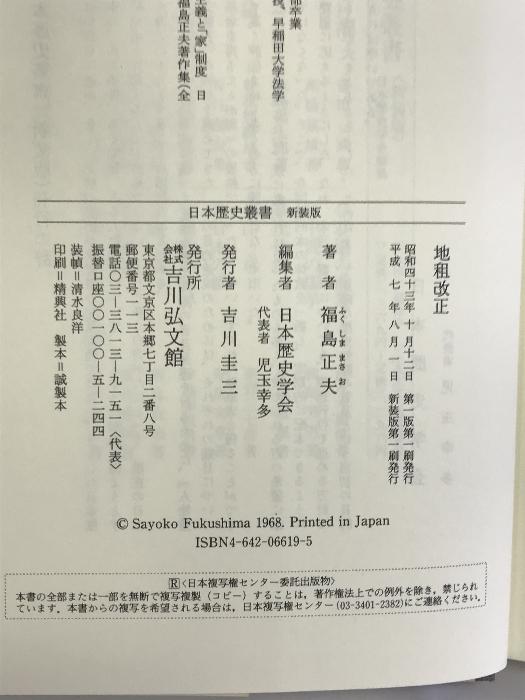 部卒業
授、早稲田大学法学
主義と「家」制度 日
福島正夫著作集(全
日本歴史叢書 新装版
地租改正
昭和四十三年 十月十二日 第一版第一刷発行
平成 七 年 八月 一 日 新装版第一刷発行
著 者 福島正夫
ふく しま まさ お
編集者 日本歴史学会
代表者 児玉幸多
発行者 吉川圭三
発行所
株式会社 吉川弘文館
東京都文京区本郷七丁目二番八号
郵便番号一一三
電話〇三―三八一三―九一五一〈代表〉
振替口座〇〇一〇〇―五―二四四
装幀=清水良洋
印刷=精興社 製本=誠製本
© Sayoko Fukushima 1968. Printed in Japan
ISBN4-642-06619-5
Ⓡ〈日本複写権センター委託出版物〉
本書の全部または一部を無断で複写複製(コピー)することは，著作権法上での例外を除き，禁じられ
ています．本書からの複写を希望される場合は，日本複写権センター(03-3401-2382)にご連絡ください．